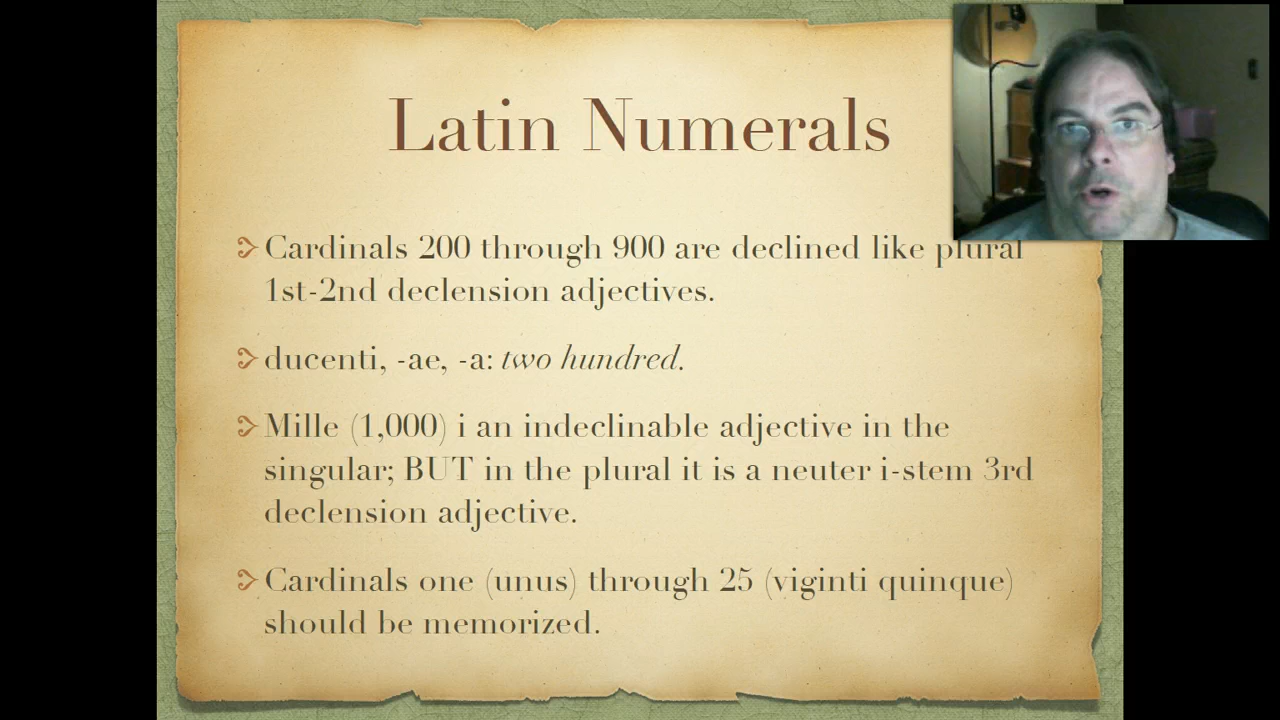 Latin Numerals
Cardinals 200 through 900 are declined like plural
1st-2nd declension adjectives.
ducenti, -ae, -a: two hundred.
Mille (1,000) i an indeclinable adjective in the
singular; BUT in the plural it is a neuter i-stem 3rd
declension adjective.
Cardinals one (unus) through 25 (viginti quinque)
should be memorized.